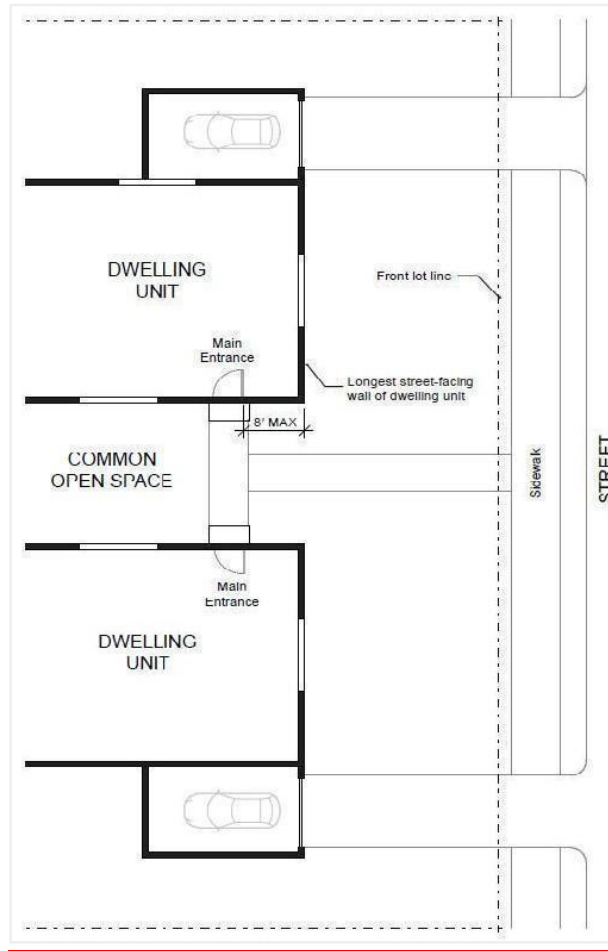 DWELLING
UNIT
Front lot line
Main
Entrance
Longest street-facing
wall of dwelling unit
8' MAX
COMMON
OPEN SPACE
Sidewalk
STREET
Main
Entrance
DWELLING
UNIT